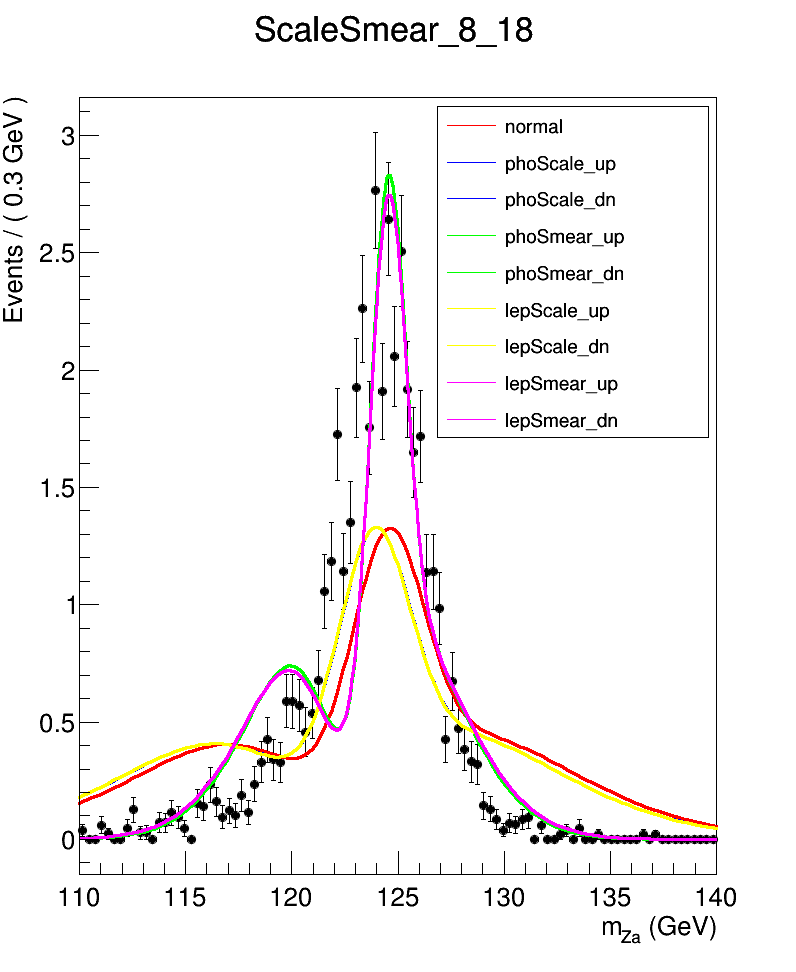 ScaleSmear_8_18
Events / ( 0.3 GeV )
3
2.5
2
1.5
1
0.5
0
normal
phoScale_up
phoScale_dn
phoSmear_up
phoSmear_dn
lepScale_up
lepScale_dn
lepSmear_up
lepSmear_dn
110 115 120 125 130 135 140
m_Za (GeV)